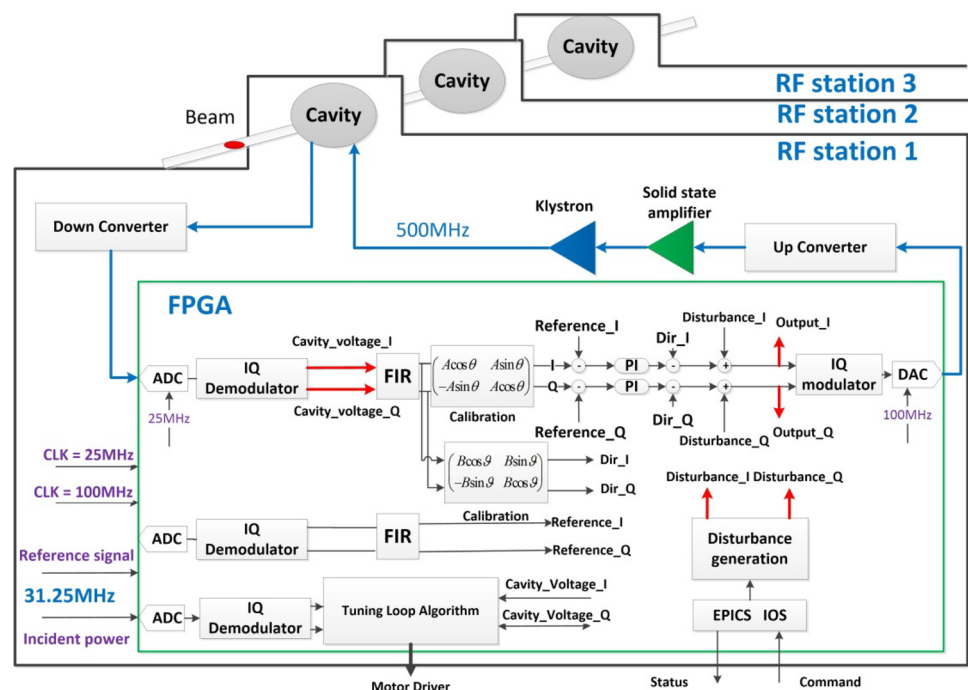 Cavity
Cavity
Cavity
Beam
RF station 3
RF station 2
RF station 1
Down Converter
500MHz
Klystron
Solid state
amplifier
Up Converter
FPGA
Cavity_voltage_I
Cavity_voltage_Q
ADC
25MHz
IQ
Demodulator
FIR
Acosθ Asinθ
-Asinθ Acosθ
Calibration
I
Q
Reference_I
-
-
Reference_Q
PI
PI
Dir_I
-
-
Dir_Q
Disturbance_I
+
+
Disturbance_Q
Output_I
Output_Q
IQ
modulator
DAC
100MHz
Bcosϑ Bsinϑ
-Bsinϑ Bcosϑ
Dir_I
Dir_Q
Calibration
CLK = 25MHz
CLK = 100MHz
Reference signal
31.25MHz
Incident power
ADC
IQ
Demodulator
FIR
Reference_I
Reference_Q
ADC
IQ
Demodulator
Tuning Loop Algorithm
Cavity_Voltage_I
Cavity_Voltage_Q
Motor Driver
Disturbance_I
Disturbance_Q
Disturbance
generation
EPICS IOS
Status
Command